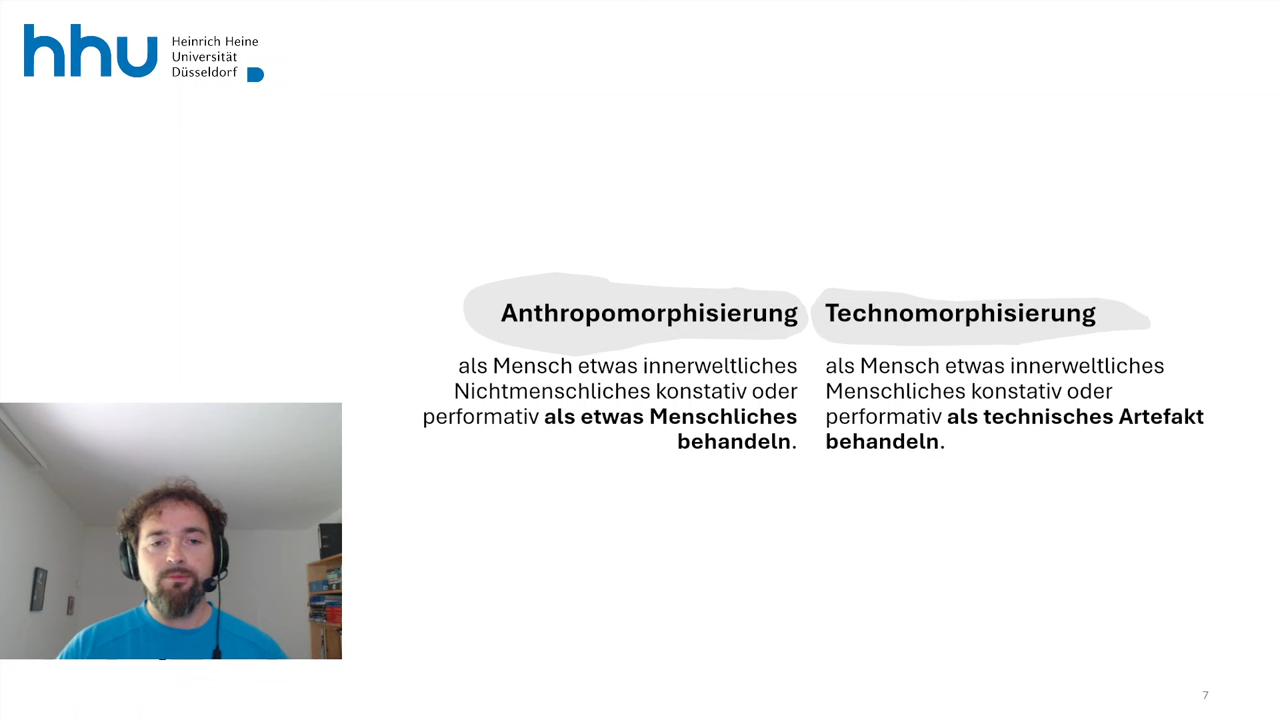 hhu
Heinrich Heine
Universität
Düsseldorf
Anthropomorphisierung
als Mensch etwas innerweltliches
Nichtmenschliches konstativ oder
performativ als etwas Menschliches
behandeln.
Technomorphisierung
als Mensch etwas innerweltliches
Menschliches konstativ oder
performativ als technisches Artefakt
behandeln.
7